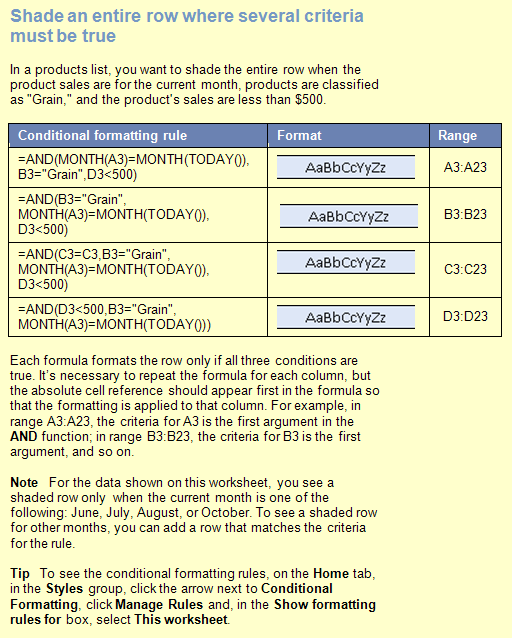 Shade an entire row where several criteria
must be true
In a products list, you want to shade the entire row when the
product sales are for the current month, products are classified
as "Grain," and the product's sales are less than $500.
Conditional formatting rule Format Range
=AND(MONTH(A3)=MONTH(TODAY()),
B3="Grain",D3<500)
AaBbCcYyZz
A3:A23
=AND(B3="Grain",
MONTH(A3)=MONTH(TODAY()),
D3<500)
AaBbCcYyZz
B3:B23
=AND(C3=C3,B3="Grain",
MONTH(A3)=MONTH(TODAY()),
D3<500)
AaBbCcYyZz
C3:C23
=AND(D3<500,B3="Grain",
MONTH(A3)=MONTH(TODAY()))
AaBbCcYyZz
D3:D23
Each formula formats the row only if all three conditions are
true. It's necessary to repeat the formula for each column, but
the absolute cell reference should appear first in the formula so
that the formatting is applied to that column. For example, in
range A3:A23, the criteria for A3 is the first argument in the
AND function; in range B3:B23, the criteria for B3 is the first
argument, and so on.
Note For the data shown on this worksheet, you see a
shaded row only when the current month is one of the
following: June, July, August, or October. To see a shaded row
for other months, you can add a row that matches the criteria
for the rule.
Tip To see the conditional formatting rules, on the Home tab,
in the Styles group, click the arrow next to Conditional
Formatting, click Manage Rules and, in the Show formatting
rules for box, select This worksheet.